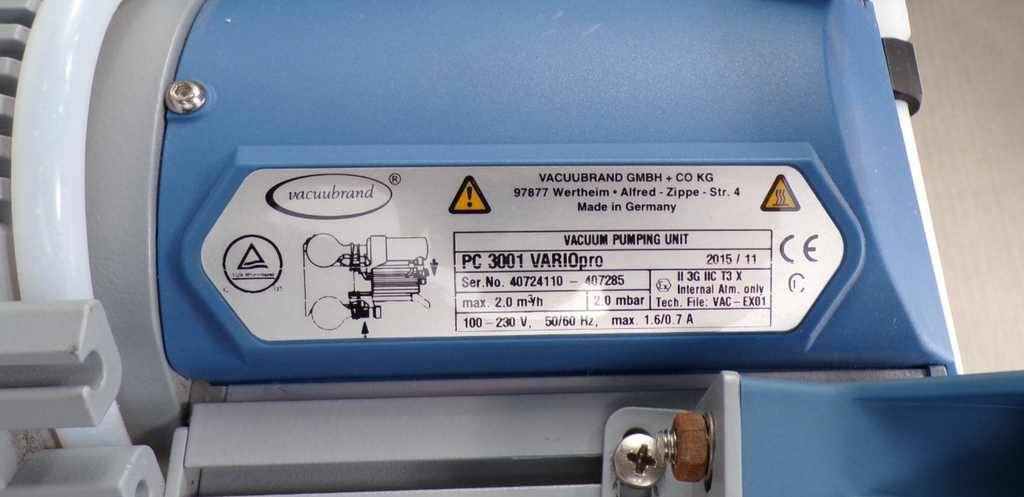 vacuubrand ®
VACUUBRAND GMBH + CO KG
97877 Wertheim • Alfred - Zippe - Str. 4
Made in Germany
TÜV Rheinland
VACUUM PUMPING UNIT
PC 3001 VARIOpro 2015 / 11
Ser.No. 40724110 - 407285
II 3G IIC T3 X
Internal Atm. only
Tech. File: VAC-EX01
max. 2.0 m³/h 2.0 mbar
100-230 V, 50/60 Hz, max. 1.6/0.7 A
CE